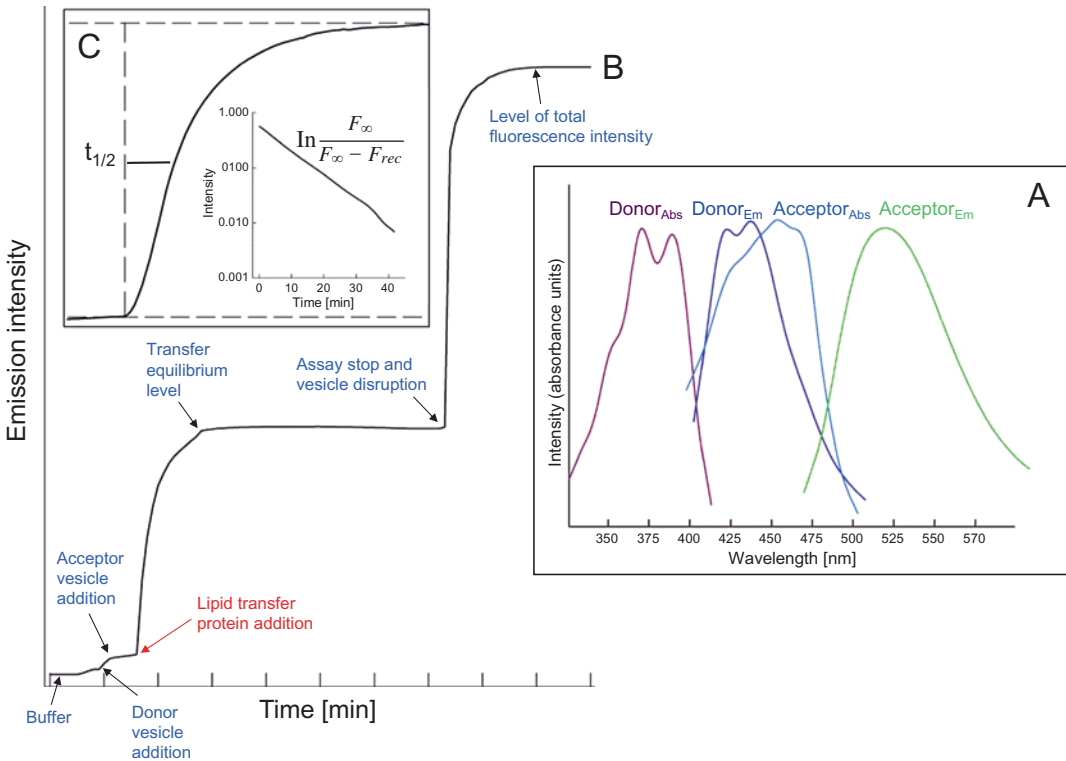 C
t1/2
1.000
0100
0.010
0.001
Intensity
ln F∞ / F∞ − Frec
0 10 20 30 40
Time [min]
B
Level of total
fluorescence intensity
A
DonorAbs DonorEm AcceptorAbs AcceptorEm
Intensity (absorbance units)
350 375 400 425 450 475 500 525 570
Wavelength [nm]
Emission intensity
Transfer
equilibrium
level
Assay stop and
vesicle disruption
Acceptor
vesicle
addition
Lipid transfer
protein addition
Buffer
Donor
vesicle
addition
Time [min]